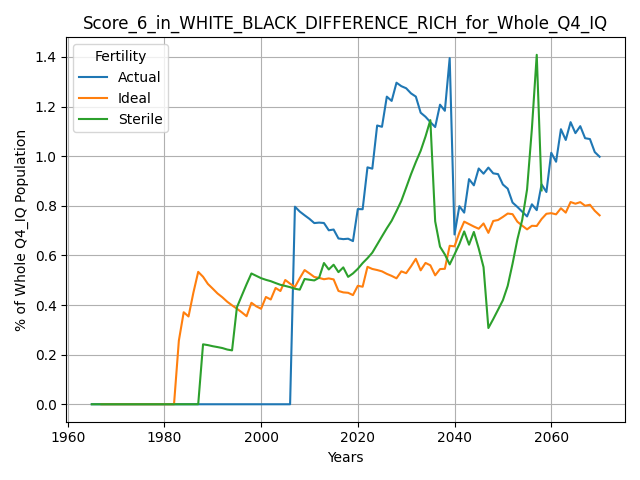 Score_6_in_WHITE_BLACK_DIFFERENCE_RICH_for_Whole_Q4_IQ
Fertility
Actual
Ideal
Sterile
% of Whole Q4_IQ Population
1.4
1.2
1.0
0.8
0.6
0.4
0.2
0.0
1960 1980 2000 2020 2040 2060
Years